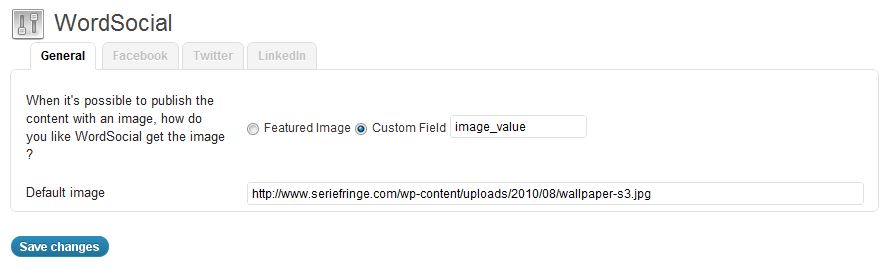 WordSocial
General Facebook Twitter LinkedIn
When it's possible to publish the
content with an image, how do
you like WordSocial get the image
?
Featured Image Custom Field image_value
Default image http://www.seriefringe.com/wp-content/uploads/2010/08/wallpaper-s3.jpg
Save changes